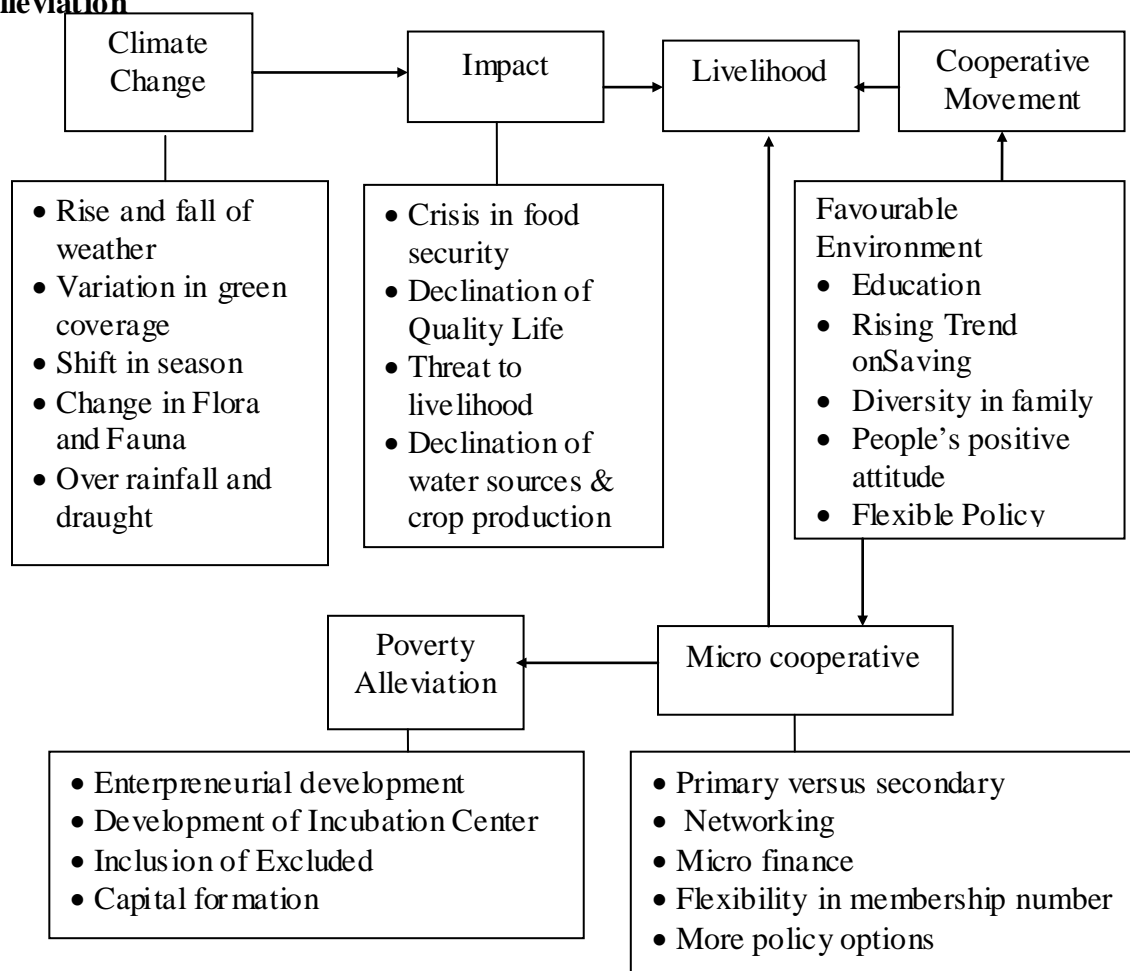 lleviation
Climate
Change
Impact
Livelihood
Cooperative
Movement
• Rise and fall of
weather
• Variation in green
coverage
• Shift in season
• Change in Flora
and Fauna
• Over rainfall and
draught
• Crisis in food
security
• Declination of
Quality Life
• Threat to
livelihood
• Declination of
water sources &
crop production
Favourable
Environment
• Education
• Rising Trend
onSaving
• Diversity in family
• People’s positive
attitude
• Flexible Policy
Poverty
Alleviation
Micro cooperative
• Enterpreneurial development
• Development of Incubation Center
• Inclusion of Excluded
• Capital formation
• Primary versus secondary
• Networking
• Micro finance
• Flexibility in membership number
• More policy options